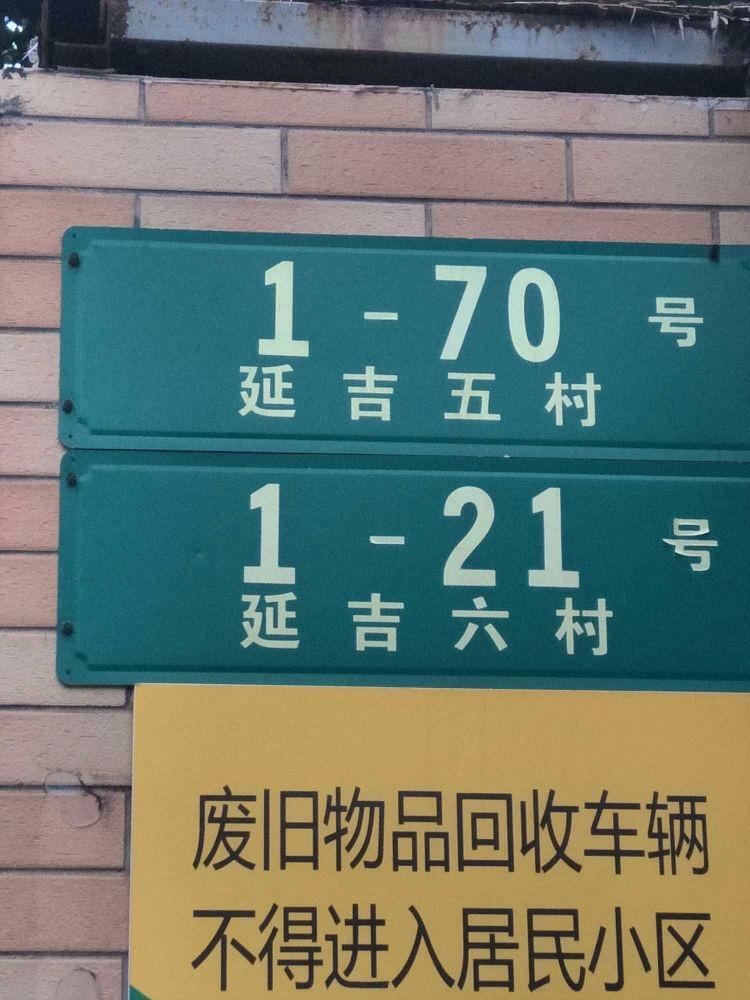 1-70 号
延吉五村
1-21 号
延吉六村
废旧物品回收车辆
不得进入居民小区